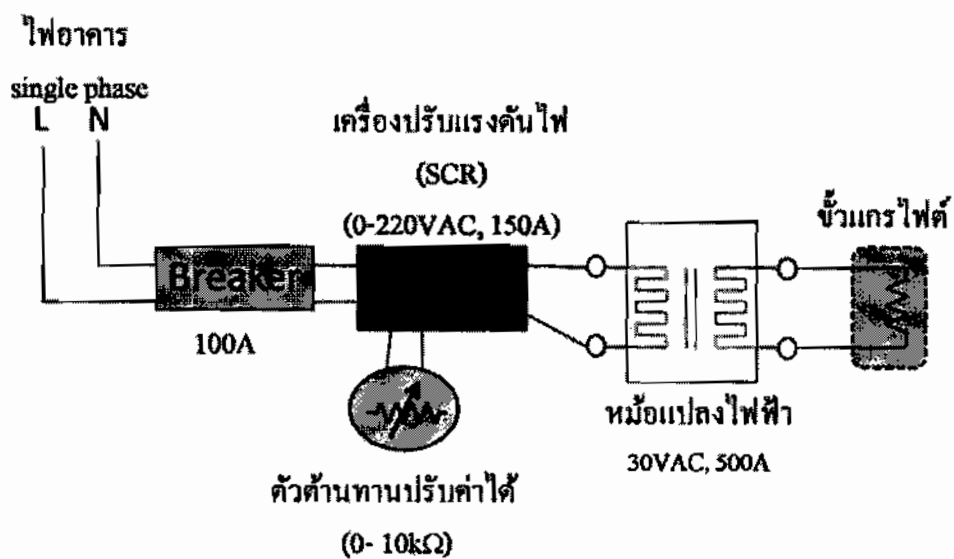 ไฟอาคาร
single phase
L N
เครื่องปรับแรงดันไฟ
(SCR)
(0-220VAC, 150A)
ขั้วแกรไฟต์
Breaker
100A
หม้อแปลงไฟฟ้า
30VAC, 500A
ตัวต้านทานปรับค่าได้
(0- 10kΩ)